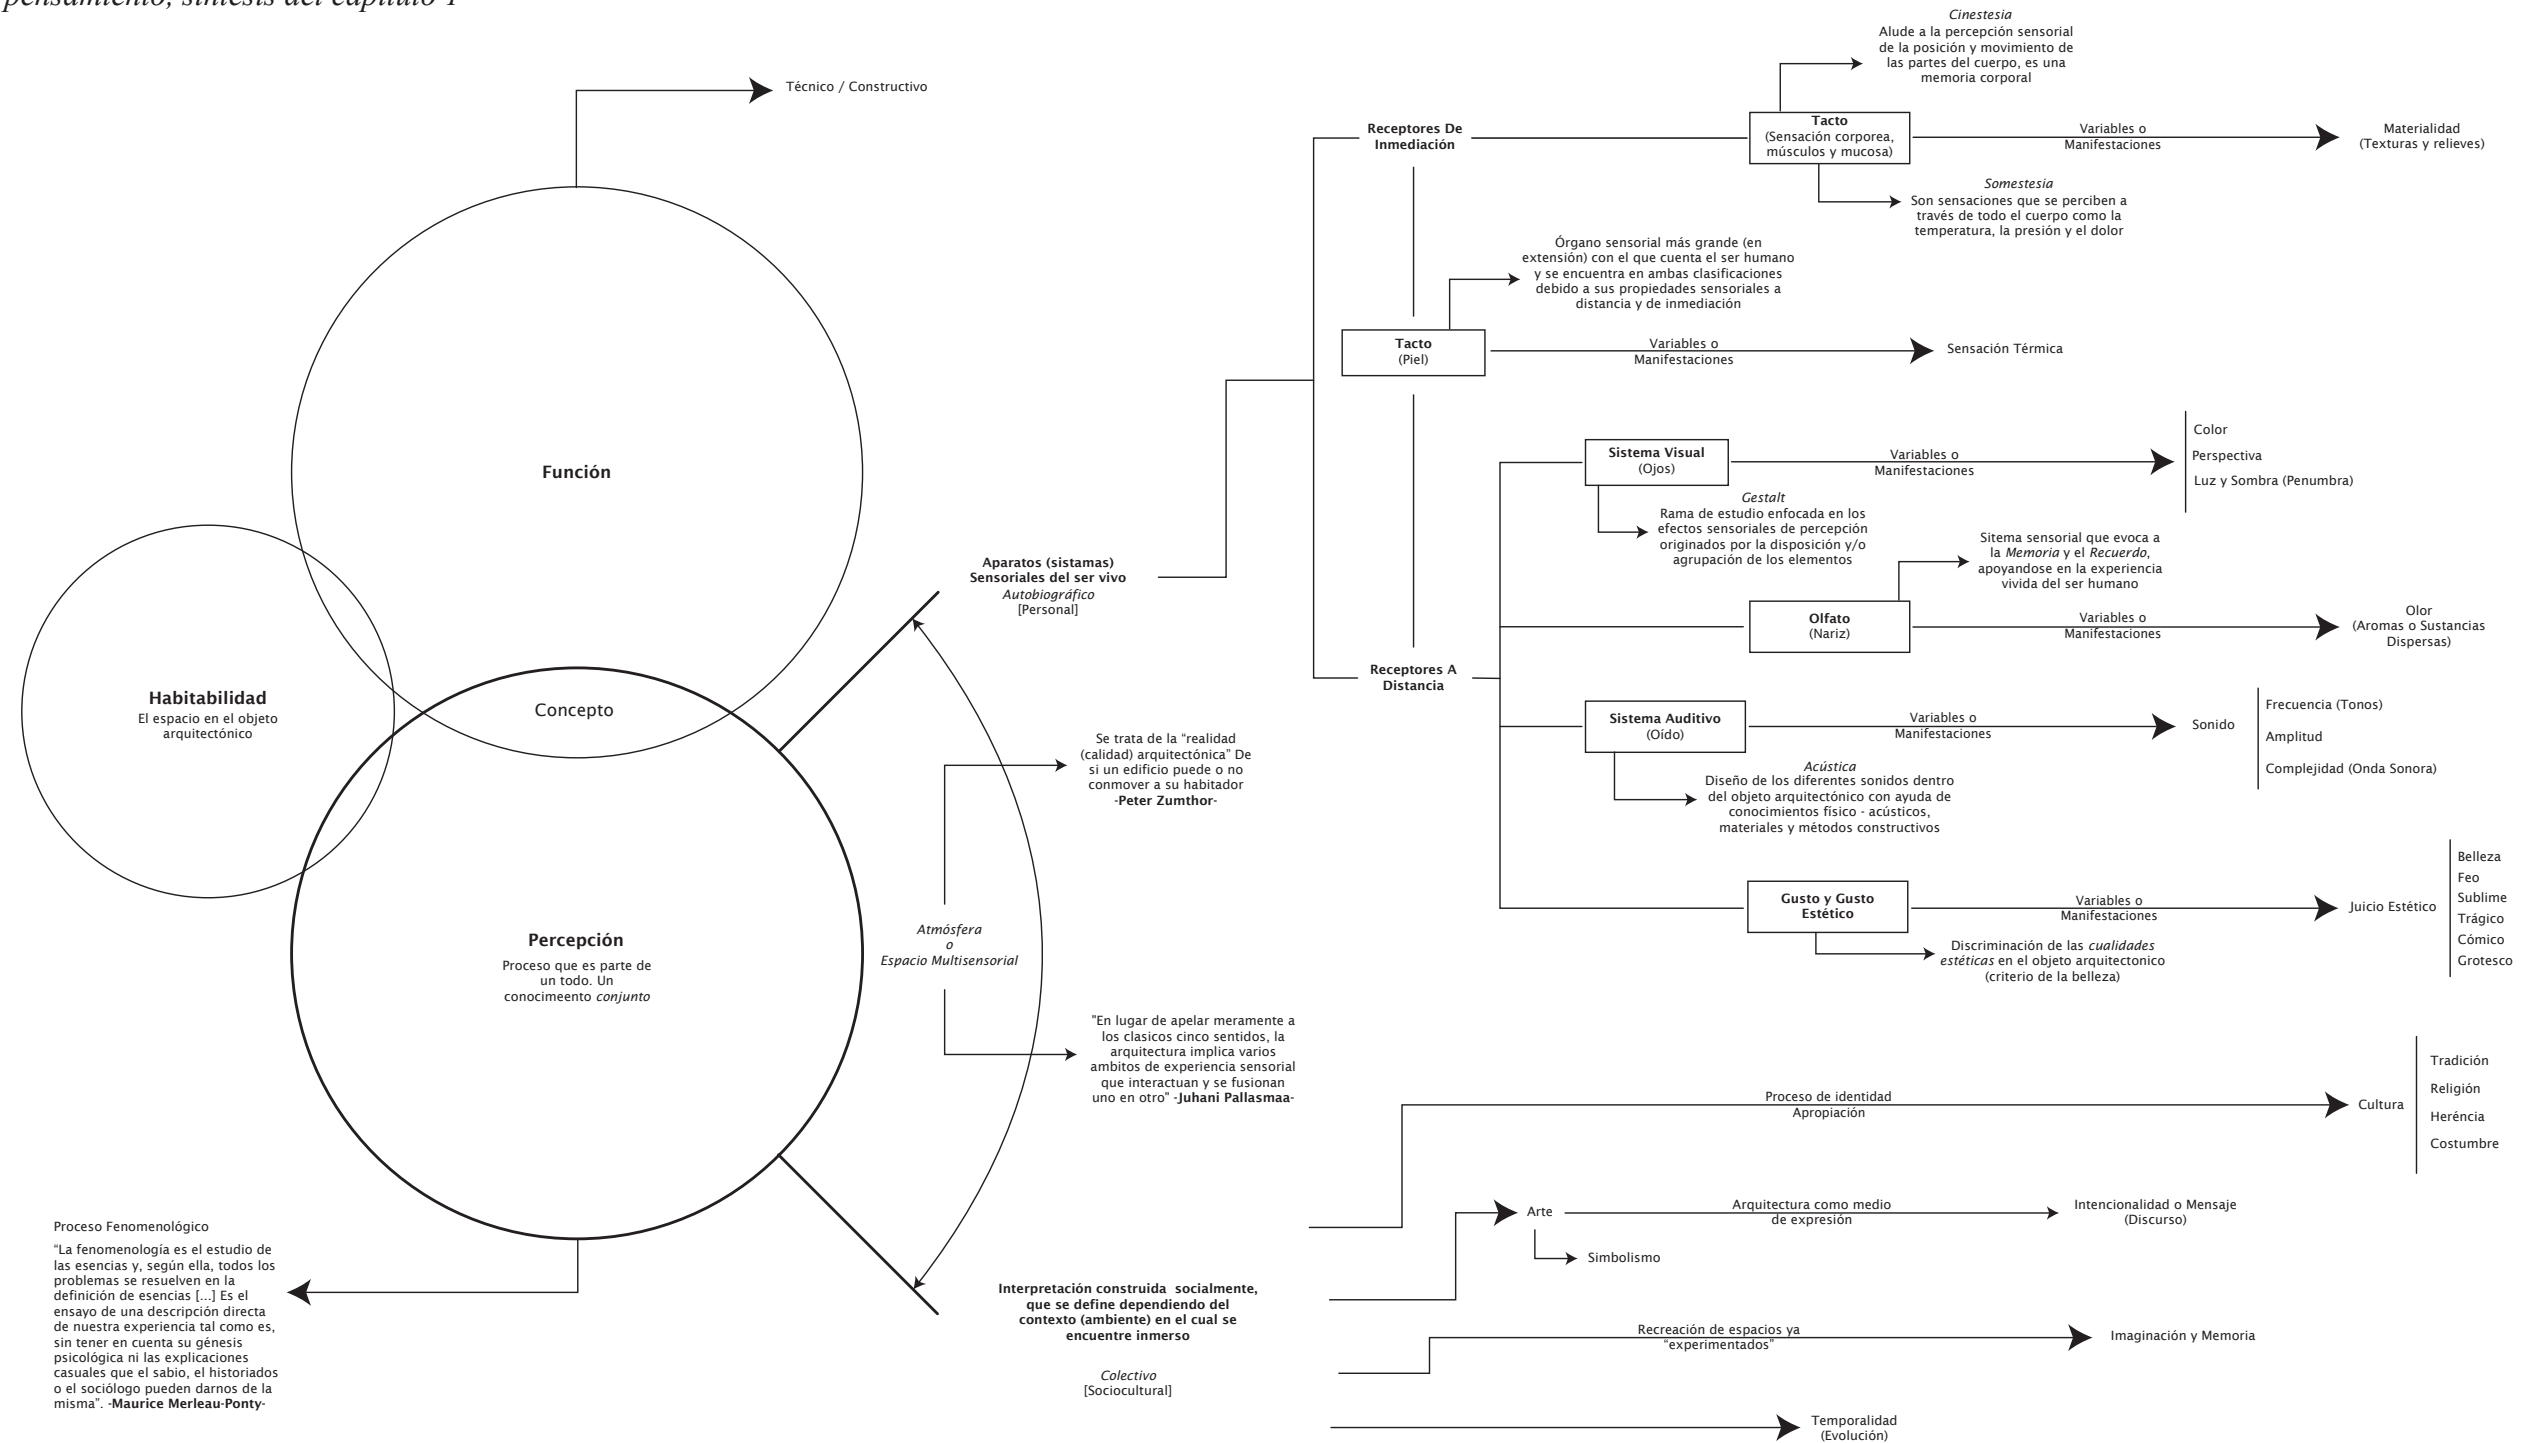 pensamiento, síntesis del capítulo 1
Técnico / Constructivo
Función
Habitabilidad
El espacio en el objeto
arquitectónico
Concepto
Percepción
Proceso que es parte de
un todo. Un
conocimeento conjunto
Proceso Fenomenológico
“La fenomenología es el estudio de
las esencias y, según ella, todos los
problemas se resuelven en la
definición de esencias [...] Es el
ensayo de una descripción directa
de nuestra experiencia tal como es,
sin tener en cuenta su génesis
psicológica ni las explicaciones
casuales que el sabio, el historiados
o el sociólogo pueden darnos de la
misma”. -Maurice Merleau-Ponty-
Aparatos (sistamas)
Sensoriales del ser vivo
Autobiográfico
[Personal]
Se trata de la “realidad
(calidad) arquitectónica” De
si un edificio puede o no
conmover a su habitador
-Peter Zumthor-
Atmósfera
o
Espacio Multisensorial
"En lugar de apelar meramente a
los clasicos cinco sentidos, la
arquitectura implica varios
ambitos de experiencia sensorial
que interactuan y se fusionan
uno en otro" -Juhani Pallasmaa-
Interpretación construida socialmente,
que se define dependiendo del
contexto (ambiente) en el cual se
encuentre inmerso
Colectivo
[Sociocultural]
Receptores De
Inmediación
Cinestesia
Alude a la percepción sensorial
de la posición y movimiento de
las partes del cuerpo, es una
memoria corporal
Tacto
(Sensación corporea,
músculos y mucosa)
Variables o
Manifestaciones
Materialidad
(Texturas y relieves)
Somestesia
Son sensaciones que se perciben a
través de todo el cuerpo como la
temperatura, la presión y el dolor
Órgano sensorial más grande (en
extensión) con el que cuenta el ser humano
y se encuentra en ambas clasificaciones
debido a sus propiedades sensoriales a
distancia y de inmediación
Tacto
(Piel)
Variables o
Manifestaciones
Sensación Térmica
Receptores A
Distancia
Sistema Visual
(Ojos)
Variables o
Manifestaciones
Color
Perspectiva
Luz y Sombra (Penumbra)
Gestalt
Rama de estudio enfocada en los
efectos sensoriales de percepción
originados por la disposición y/o
agrupación de los elementos
Sitema sensorial que evoca a
la Memoria y el Recuerdo,
apoyandose en la experiencia
vivida del ser humano
Olfato
(Nariz)
Variables o
Manifestaciones
Olor
(Aromas o Sustancias
Dispersas)
Sistema Auditivo
(Oído)
Variables o
Manifestaciones
Sonido
Frecuencia (Tonos)
Amplitud
Complejidad (Onda Sonora)
Acústica
Diseño de los diferentes sonidos dentro
del objeto arquitectónico con ayuda de
conocimientos físico - acústicos,
materiales y métodos constructivos
Gusto y Gusto
Estético
Variables o
Manifestaciones
Juicio Estético
Belleza
Feo
Sublime
Trágico
Cómico
Grotesco
Discriminación de las cualidades
estéticas en el objeto arquitectonico
(criterio de la belleza)
Proceso de identidad
Apropiación
Cultura
Tradición
Religión
Heréncia
Costumbre
Arte
Arquitectura como medio
de expresión
Intencionalidad o Mensaje
(Discurso)
Simbolismo
Recreación de espacios ya
“experimentados”
Imaginación y Memoria
Temporalidad
(Evolución)